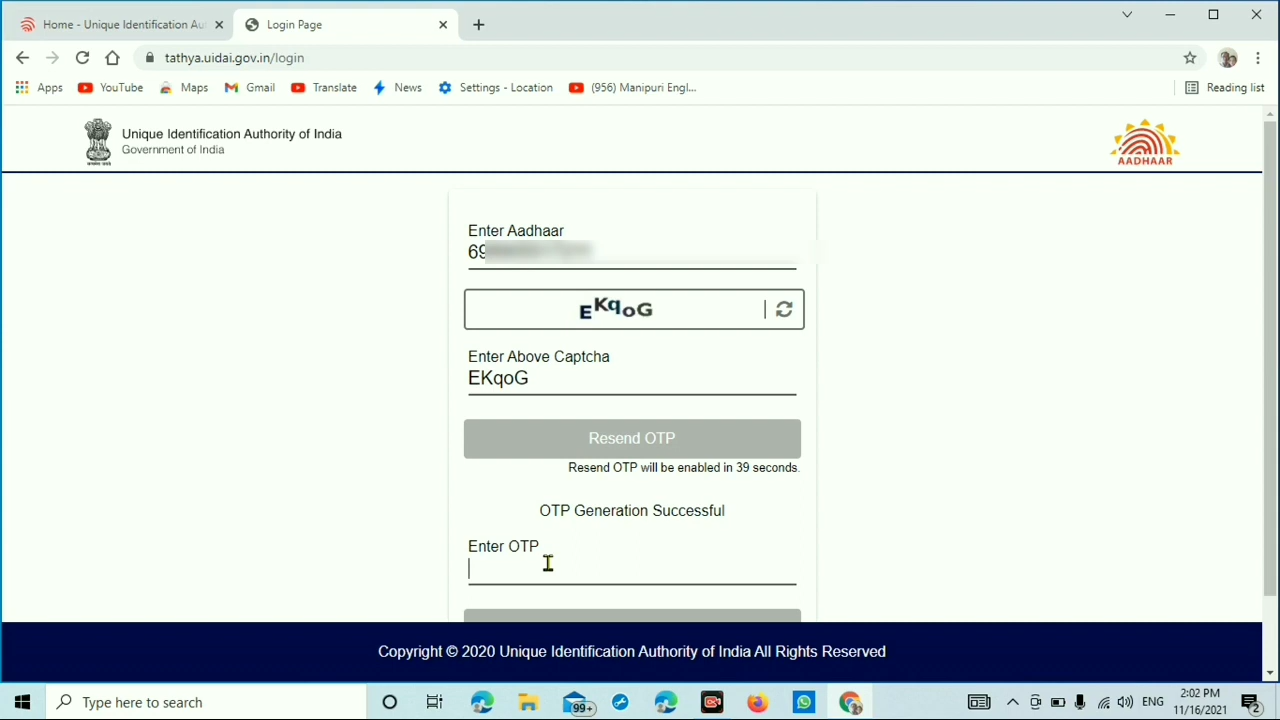 Home - Unique Identification Au
Login Page
tathya.uidai.gov.in/login
Apps
YouTube
Maps
Gmail
Translate
News
Settings - Location
(956) Manipuri Engl...
Reading list
Unique Identification Authority of India
Government of India
AADHAAR
Enter Aadhaar
69
EKqoG
Enter Above Captcha
EKqoG
Resend OTP
Resend OTP will be enabled in 39 seconds.
OTP Generation Successful
Enter OTP
Copyright © 2020 Unique Identification Authority of India All Rights Reserved
Type here to search
99+
ENG
2:02 PM
11/16/2021
2